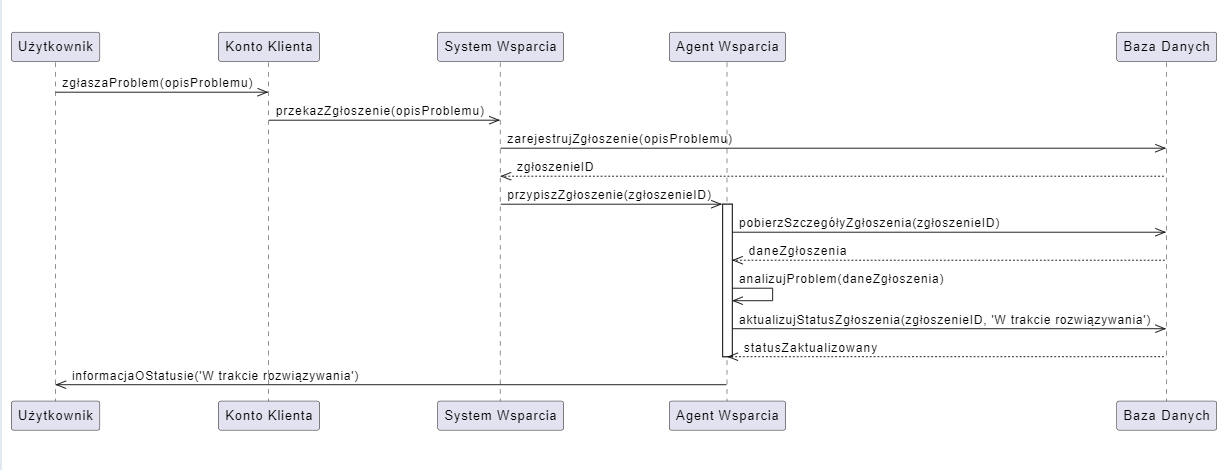 Użytkownik
Konto Klienta
System Wsparcia
Agent Wsparcia
Baza Danych
zgłaszaProblem(opisProblemu)
przekazZgłoszenie(opisProblemu)
zarejestrujZgłoszenie(opisProblemu)
zgłoszenieID
przypiszZgłoszenie(zgłoszenieID)
pobierzSzczegółyZgłoszenia(zgłoszenieID)
daneZgłoszenia
analizujProblem(daneZgłoszenia)
aktualizujStatusZgłoszenia(zgłoszenieID, 'W trakcie rozwiązywania')
statusZaktualizowany
informacjaOStatusie('W trakcie rozwiązywania')
Użytkownik
Konto Klienta
System Wsparcia
Agent Wsparcia
Baza Danych